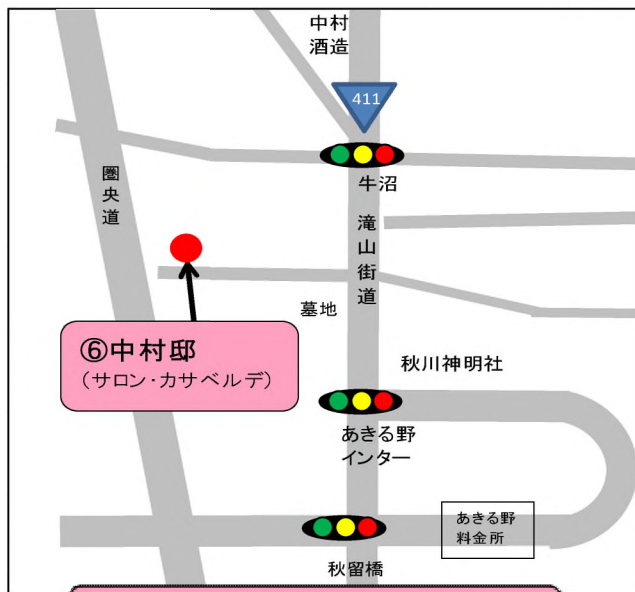 中村
酒造
411
牛沼
圏央道
滝山街道
墓地
⑥中村邸
（サロン・カサベルデ）
秋川神明社
あきる野
インター
あきる野
料金所
秋留橋